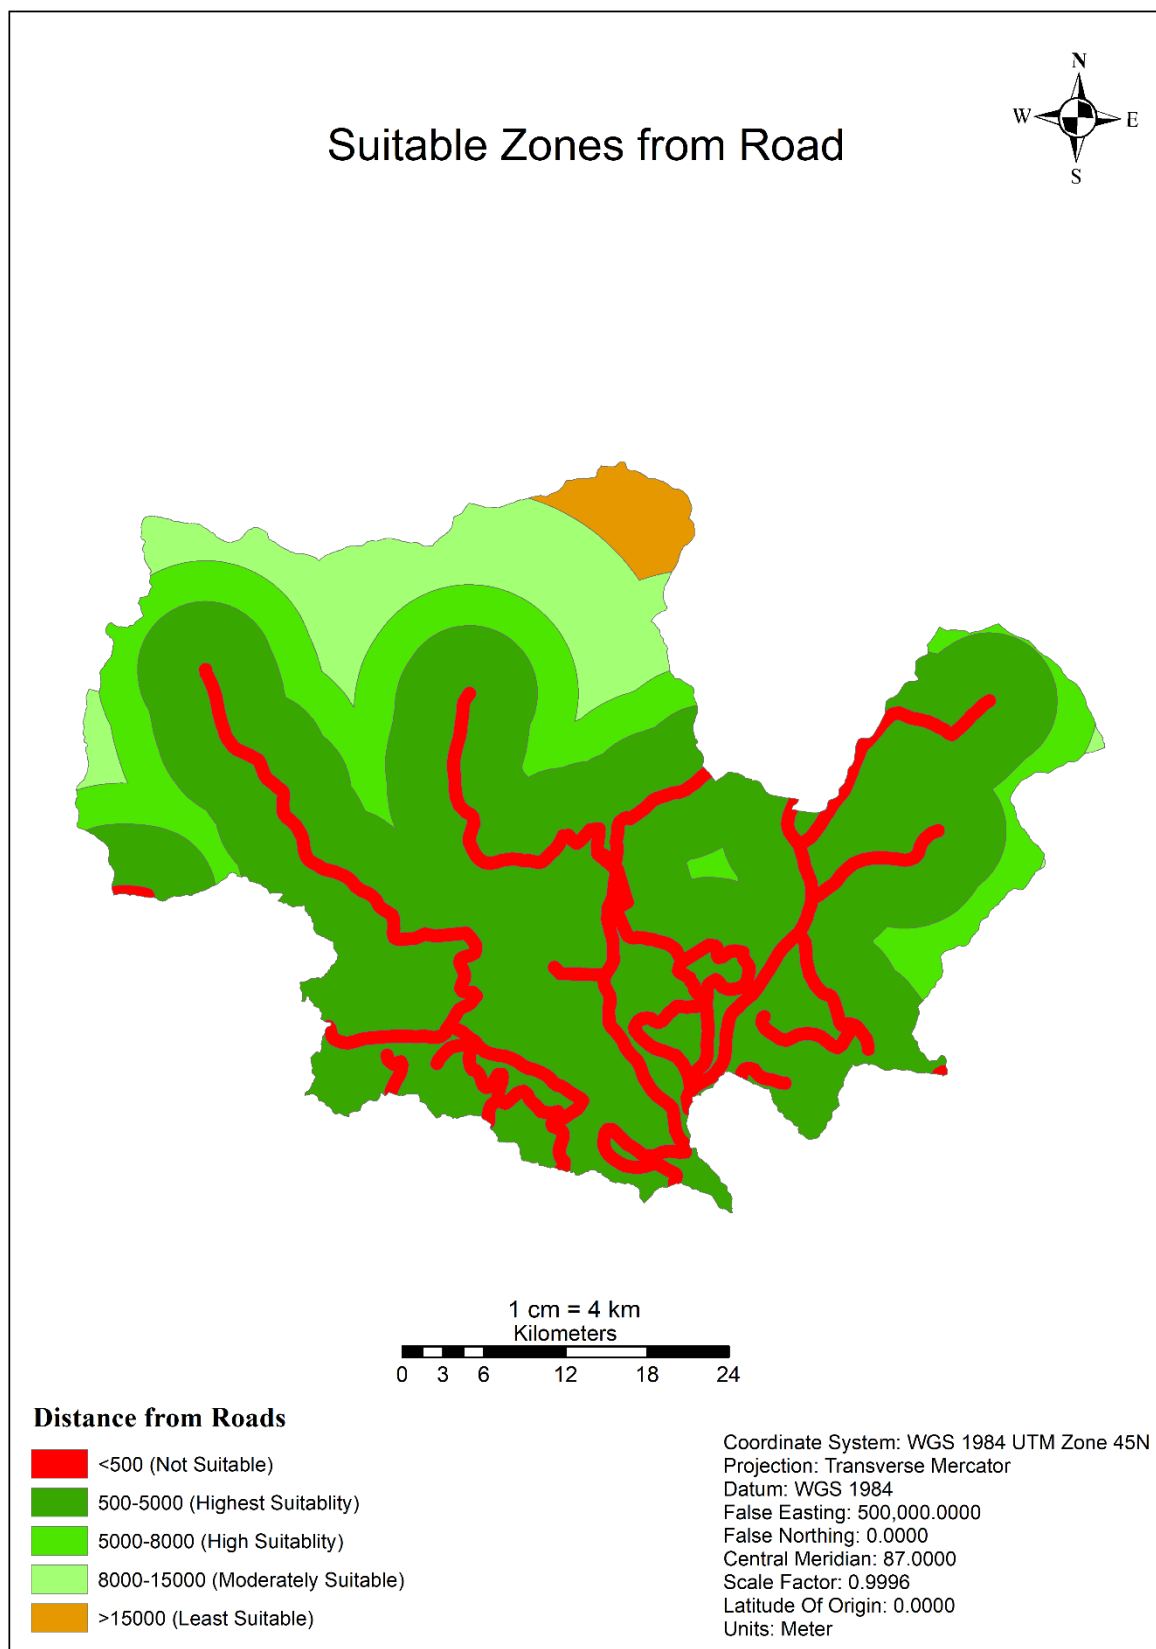 N
W E
S
Suitable Zones from Road
1 cm = 4 km
Kilometers
0 3 6 12 18 24
Distance from Roads
<500 (Not Suitable)
500-5000 (Highest Suitablity)
5000-8000 (High Suitablity)
8000-15000 (Moderately Suitable)
>15000 (Least Suitable)
Coordinate System: WGS 1984 UTM Zone 45N
Projection: Transverse Mercator
Datum: WGS 1984
False Easting: 500,000.0000
False Northing: 0.0000
Central Meridian: 87.0000
Scale Factor: 0.9996
Latitude Of Origin: 0.0000
Units: Meter